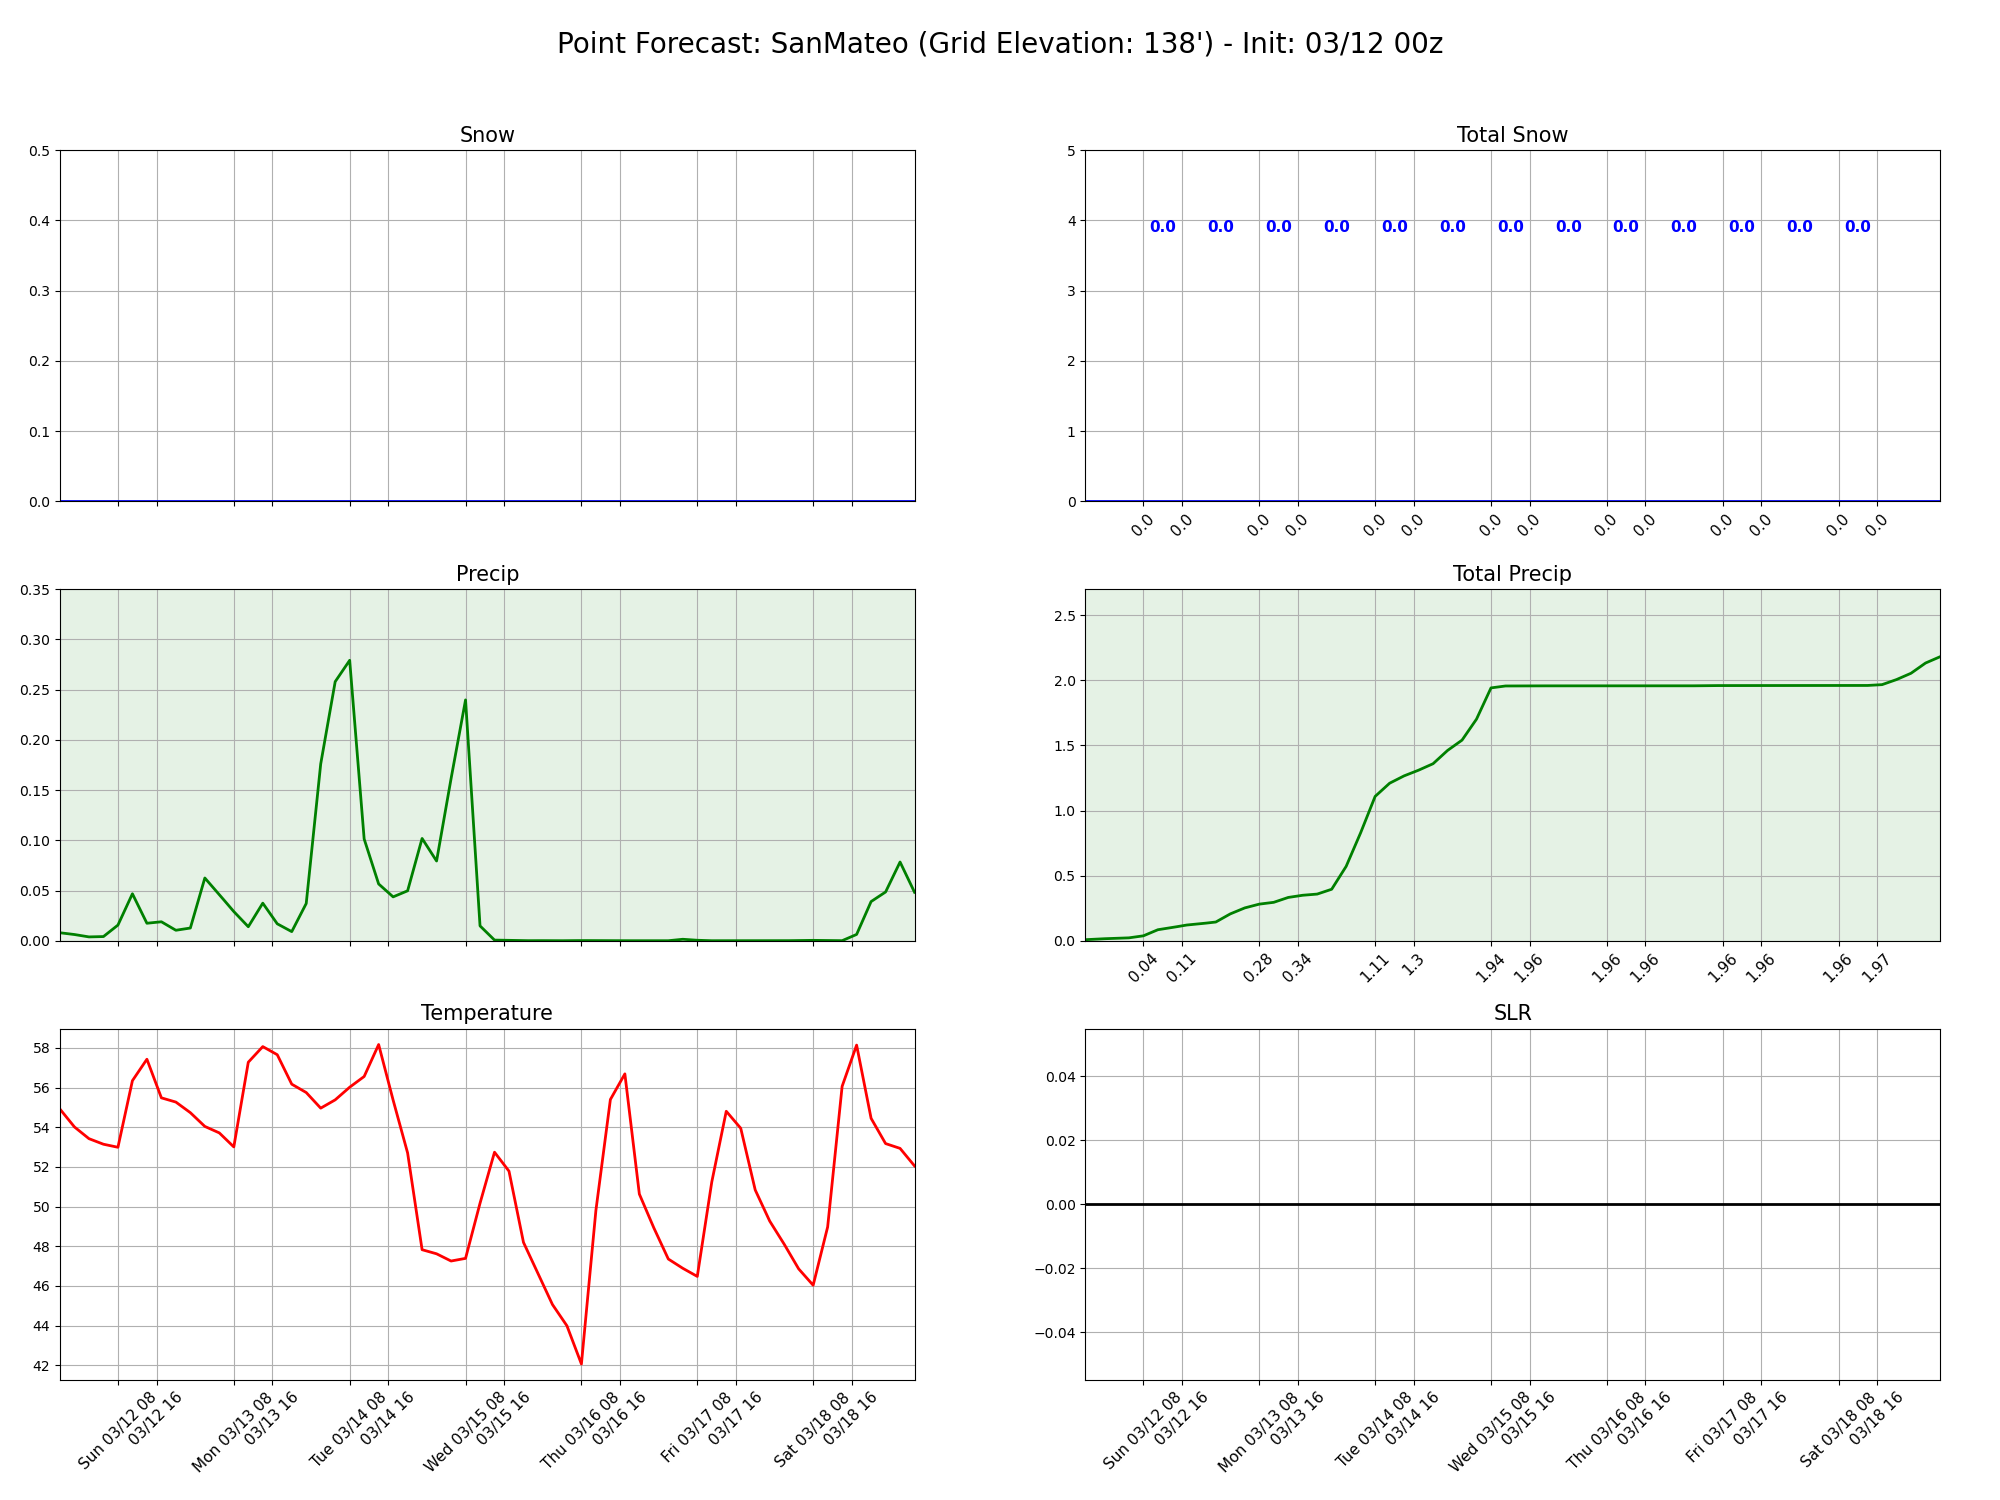 Point Forecast: SanMateo (Grid Elevation: 138') - Init: 03/12 00z
Snow
0.5
0.4
0.3
0.2
0.1
0.0
Total Snow
5
4
3
2
1
0
0.0 0.0 0.0 0.0 0.0 0.0 0.0 0.0 0.0 0.0 0.0 0.0 0.0
0.0 0.0 0.0 0.0 0.0 0.0 0.0 0.0 0.0 0.0 0.0 0.0 0.0 0.0
Precip
0.35
0.30
0.25
0.20
0.15
0.10
0.05
0.00
Total Precip
2.5
2.0
1.5
1.0
0.5
0.0
0.04 0.11 0.28 0.34 1.11 1.3 1.94 1.96 1.96 1.96 1.96 1.96 1.96 1.97
Temperature
58
56
54
52
50
48
46
44
42
Sun 03/12 08
03/12 16
Mon 03/13 08
03/13 16
Tue 03/14 08
03/14 16
Wed 03/15 08
03/15 16
Thu 03/16 08
03/16 16
Fri 03/17 08
03/17 16
Sat 03/18 08
03/18 16
SLR
0.04
0.02
0.00
−0.02
−0.04
Sun 03/12 08
03/12 16
Mon 03/13 08
03/13 16
Tue 03/14 08
03/14 16
Wed 03/15 08
03/15 16
Thu 03/16 08
03/16 16
Fri 03/17 08
03/17 16
Sat 03/18 08
03/18 16